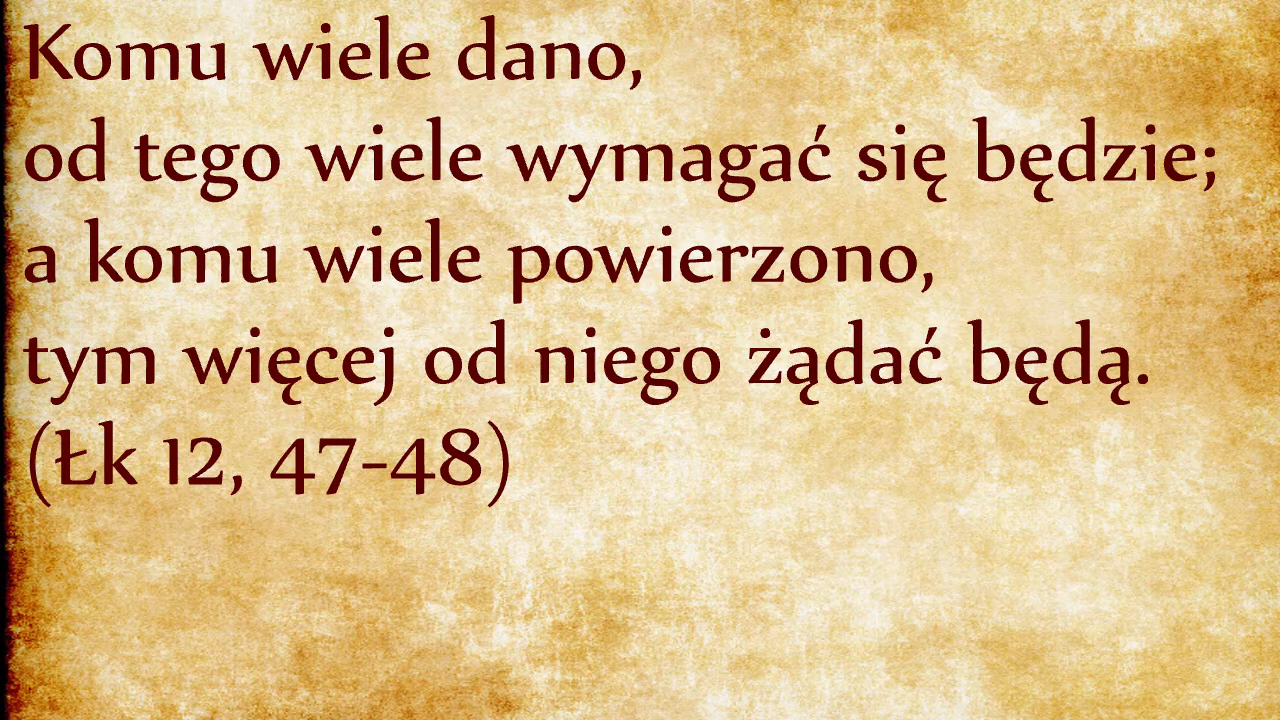 Komu wiele dano,
od tego wiele wymagać się będzie;
a komu wiele powierzono,
tym więcej od niego żądać będą.
(Łk 12, 47-48)